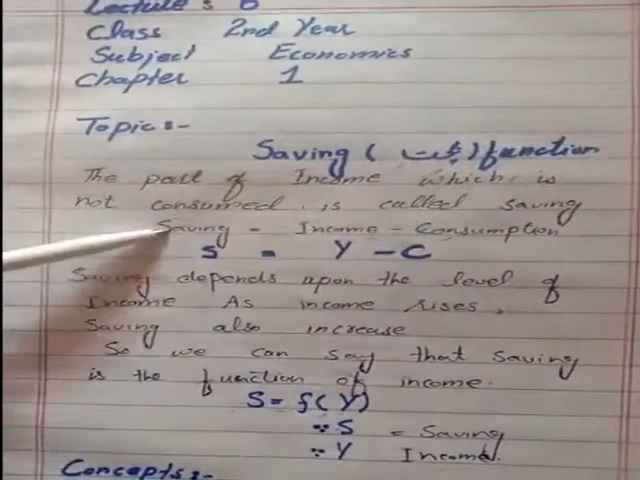 Lecture : 6
Class 2nd Year
Subject Economics
Chapter 1
Topic:-
Saving (بچت) function
The part of Income which is
not consumed is called saving
Saving = Income - Consumption
S = Y - C
Saving depends upon the level of
Income As income rises,
Saving also increase
So we can say that saving
is the function of income.
S = f(Y)
∵ S = Saving
∵ Y Income.
Concepts:-